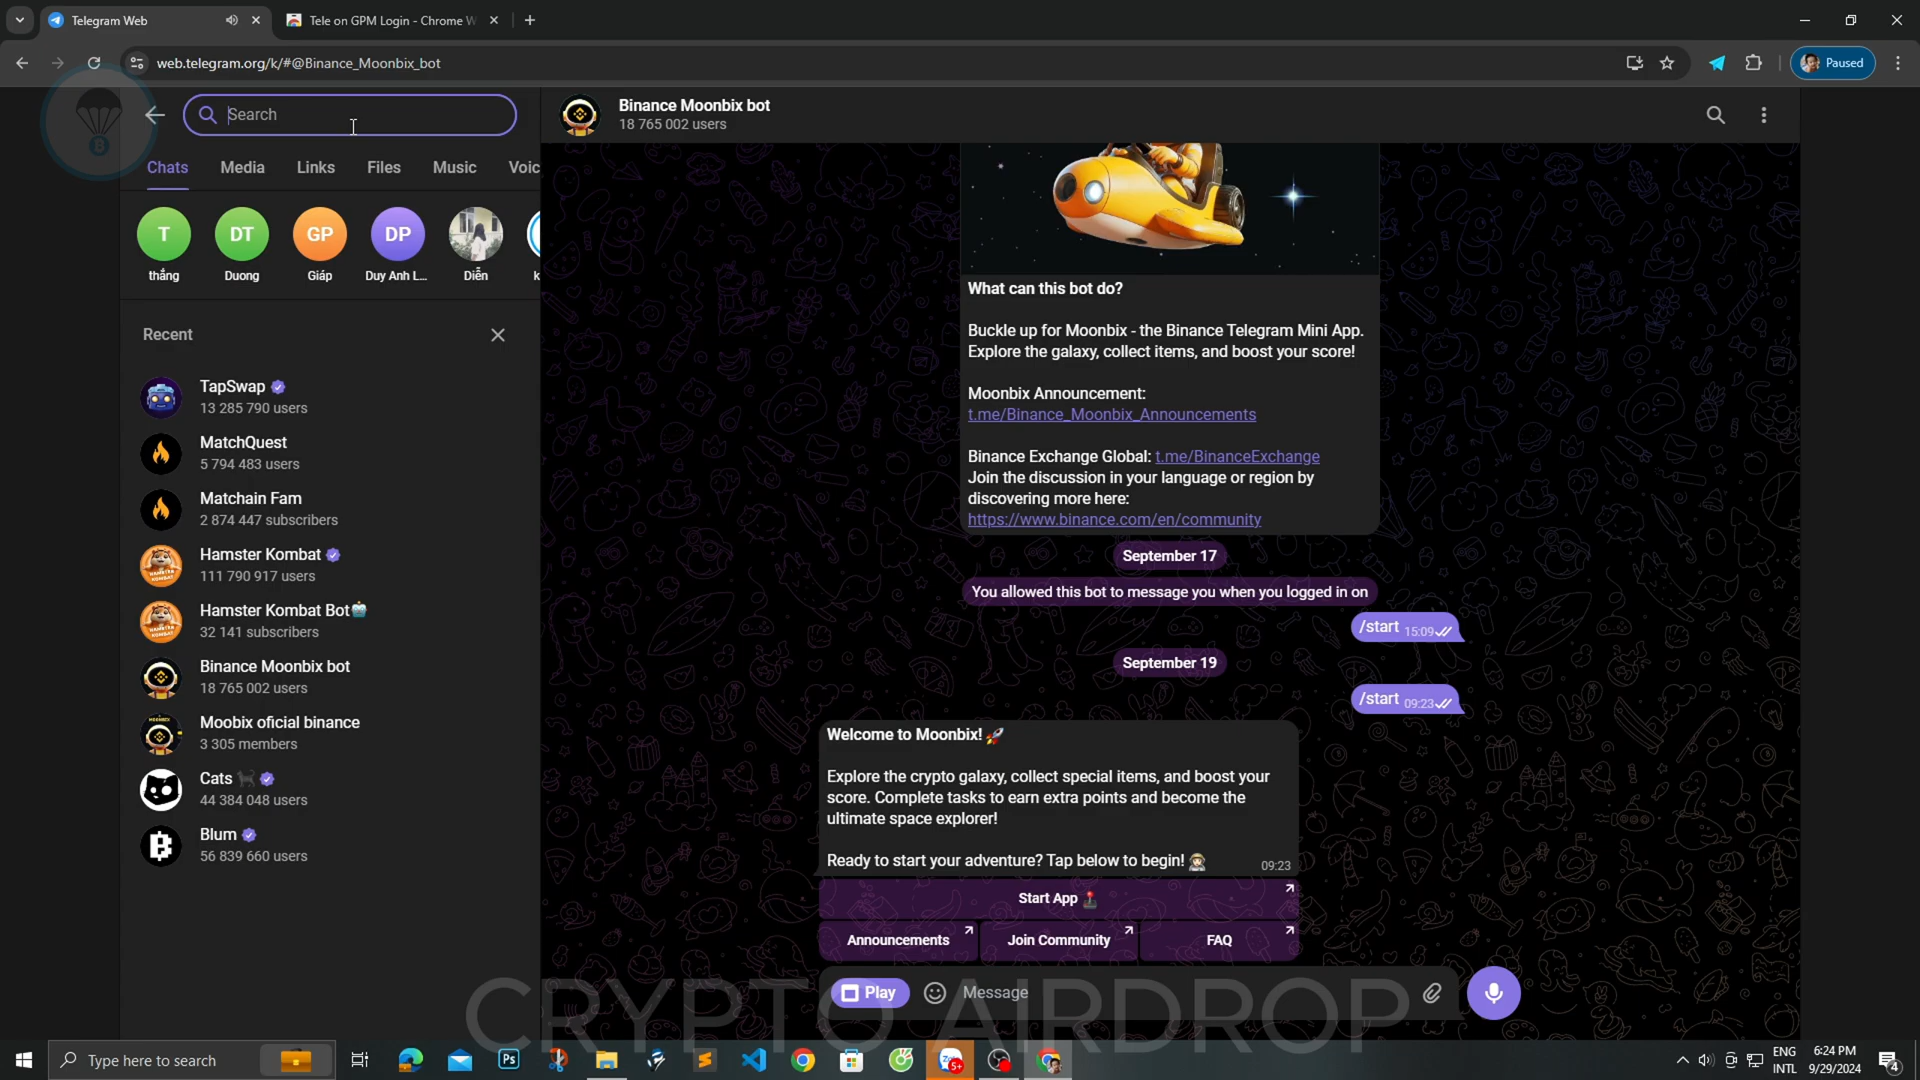 Telegram Web
Tele on GPM Login - Chrome W
web.telegram.org/k/#@Binance_Moonbix_bot
Paused
Search
Binance Moonbix bot
18 765 002 users
Chats
Media
Links
Files
Music
Voic
T
DT
GP
DP
thắng
Duong
Giáp
Duy Anh L...
Diễn
k
Recent
TapSwap
13 285 790 users
MatchQuest
5 794 483 users
Matchain Fam
2 874 447 subscribers
Hamster Kombat
111 790 917 users
Hamster Kombat Bot🤖
32 141 subscribers
Binance Moonbix bot
18 765 002 users
Moobix oficial binance
3 305 members
Cats 🐈‍⬛
44 384 048 users
Blum
56 839 660 users
What can this bot do?
Buckle up for Moonbix - the Binance Telegram Mini App.
Explore the galaxy, collect items, and boost your score!
Moonbix Announcement:
t.me/Binance_Moonbix_Announcements
Binance Exchange Global: t.me/BinanceExchange
Join the discussion in your language or region by
discovering more here:
https://www.binance.com/en/community
September 17
You allowed this bot to message you when you logged in on
/start 15:09
September 19
/start 09:23
Welcome to Moonbix! 🚀
Explore the crypto galaxy, collect special items, and boost your
score. Complete tasks to earn extra points and become the
ultimate space explorer!
Ready to start your adventure? Tap below to begin! 👨‍🚀
09:23
Start App 🕹️
Announcements
Join Community
FAQ
Play
Message
CRYPTO AIRDROP
Type here to search
Ps
5+
ENG
INTL
6:24 PM
9/29/2024
4